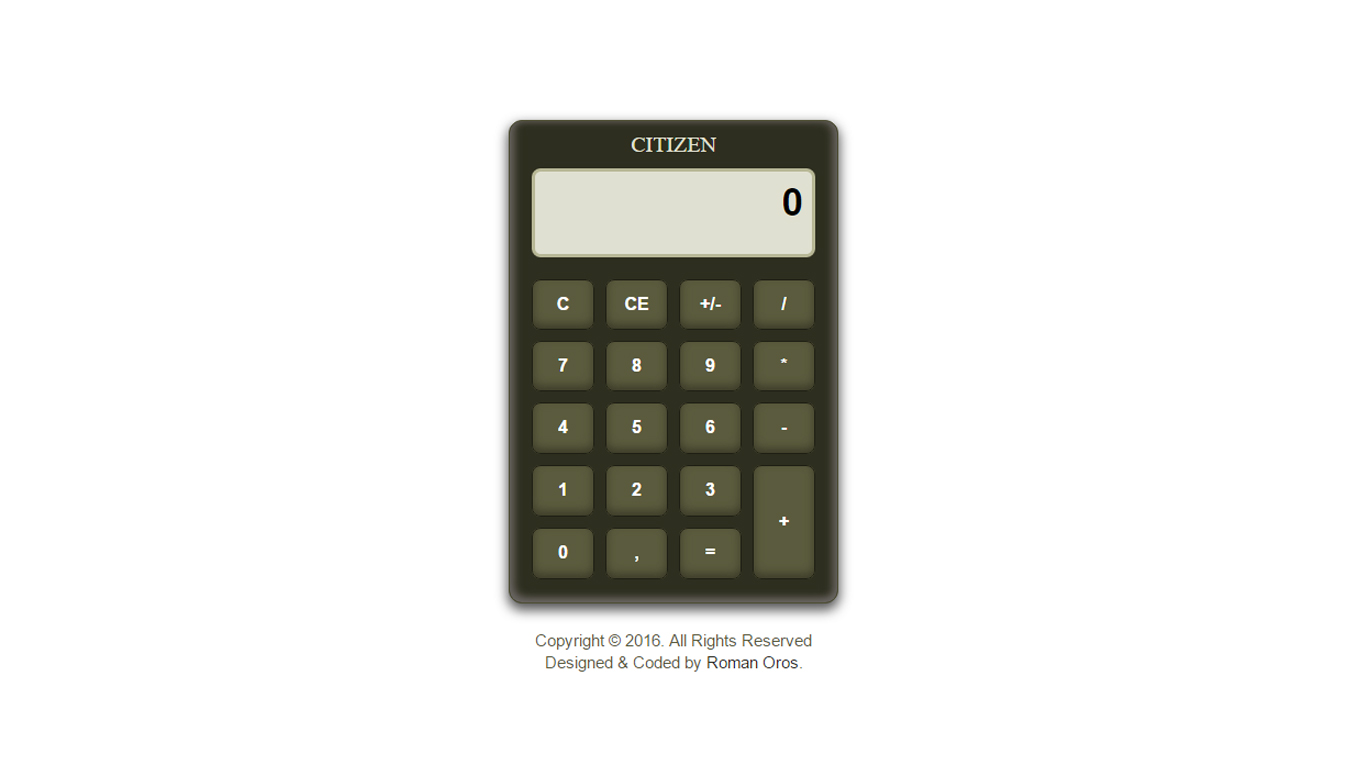 CITIZEN
0
C CE +/- /
7 8 9 *
4 5 6 -
1 2 3
+
0 , =
Copyright © 2016. All Rights Reserved
Designed & Coded by Roman Oros.